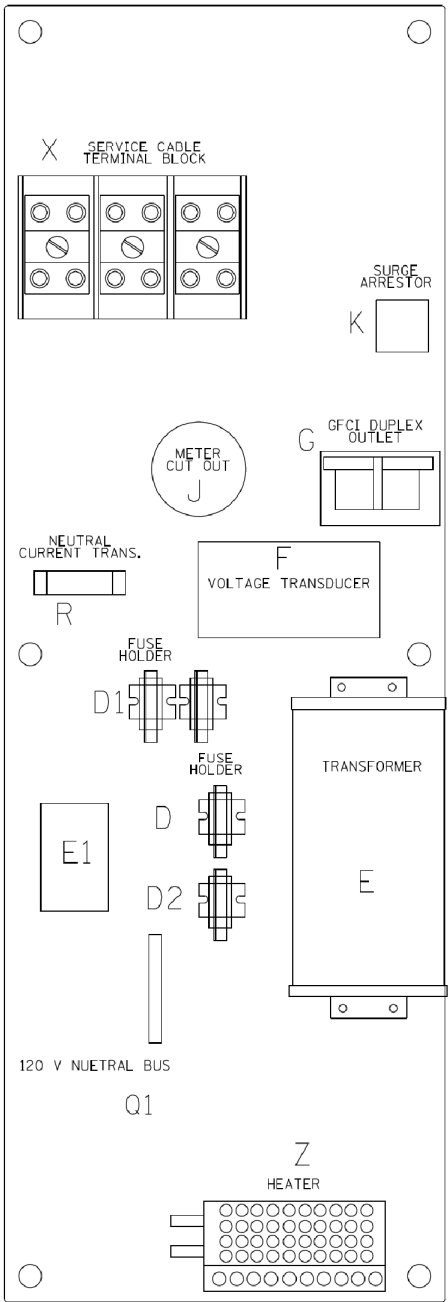 X
SERVICE CABLE
TERMINAL BLOCK
SURGE
ARRESTOR
K
GFCI DUPLEX
OUTLET
G
METER
CUT OUT
J
NEUTRAL
CURRENT TRANS.
R
F
VOLTAGE TRANSDUCER
FUSE
HOLDER
D1
FUSE
HOLDER
TRANSFORMER
D
E1
E
D2
120 V NUETRAL BUS
Q1
Z
HEATER